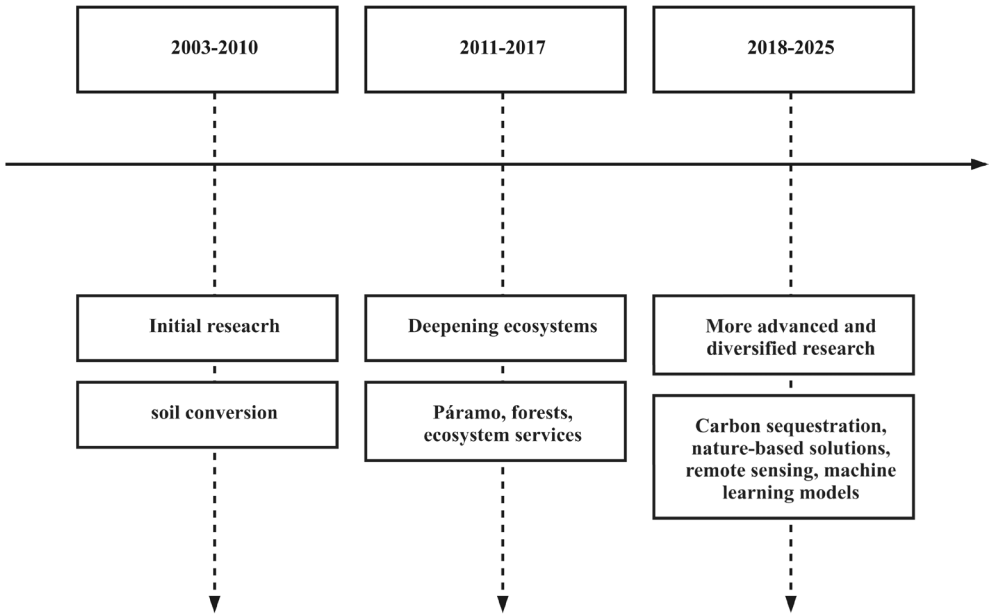 2003-2010
2011-2017
2018-2025
Initial reseacrh
Deepening ecosystems
More advanced and
diversified research
soil conversion
Páramo, forests,
ecosystem services
Carbon sequestration,
nature-based solutions,
remote sensing, machine
learning models